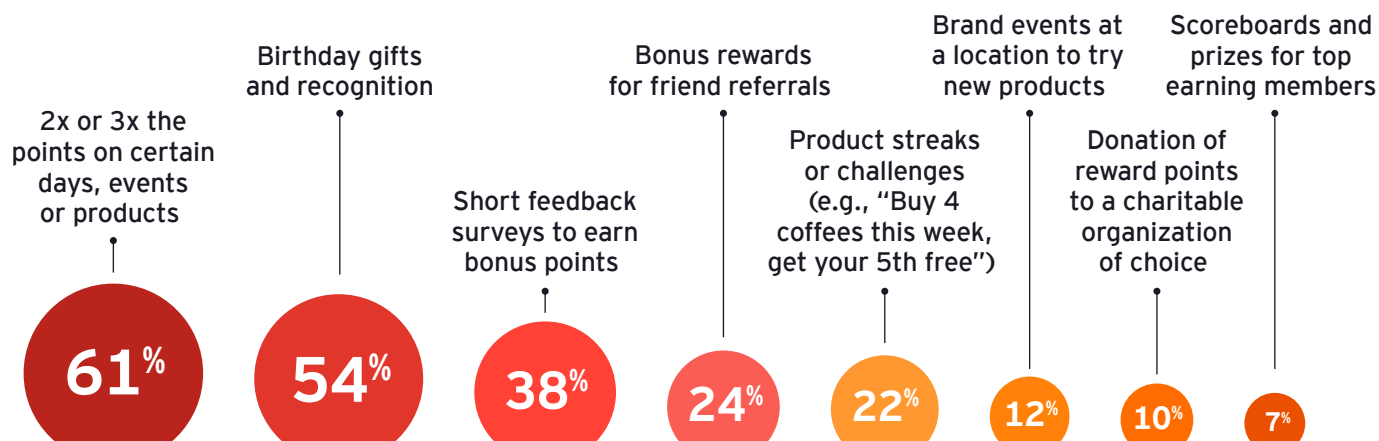 2x or 3x the
points on certain
days, events
or products
61%
Birthday gifts
and recognition
54%
Short feedback
surveys to earn
bonus points
38%
Bonus rewards
for friend referrals
24%
Product streaks
or challenges
(e.g., “Buy 4
coffees this week,
get your 5th free”)
22%
Brand events at
a location to try
new products
12%
Donation of
reward points
to a charitable
organization
of choice
10%
Scoreboards and
prizes for top
earning members
7%